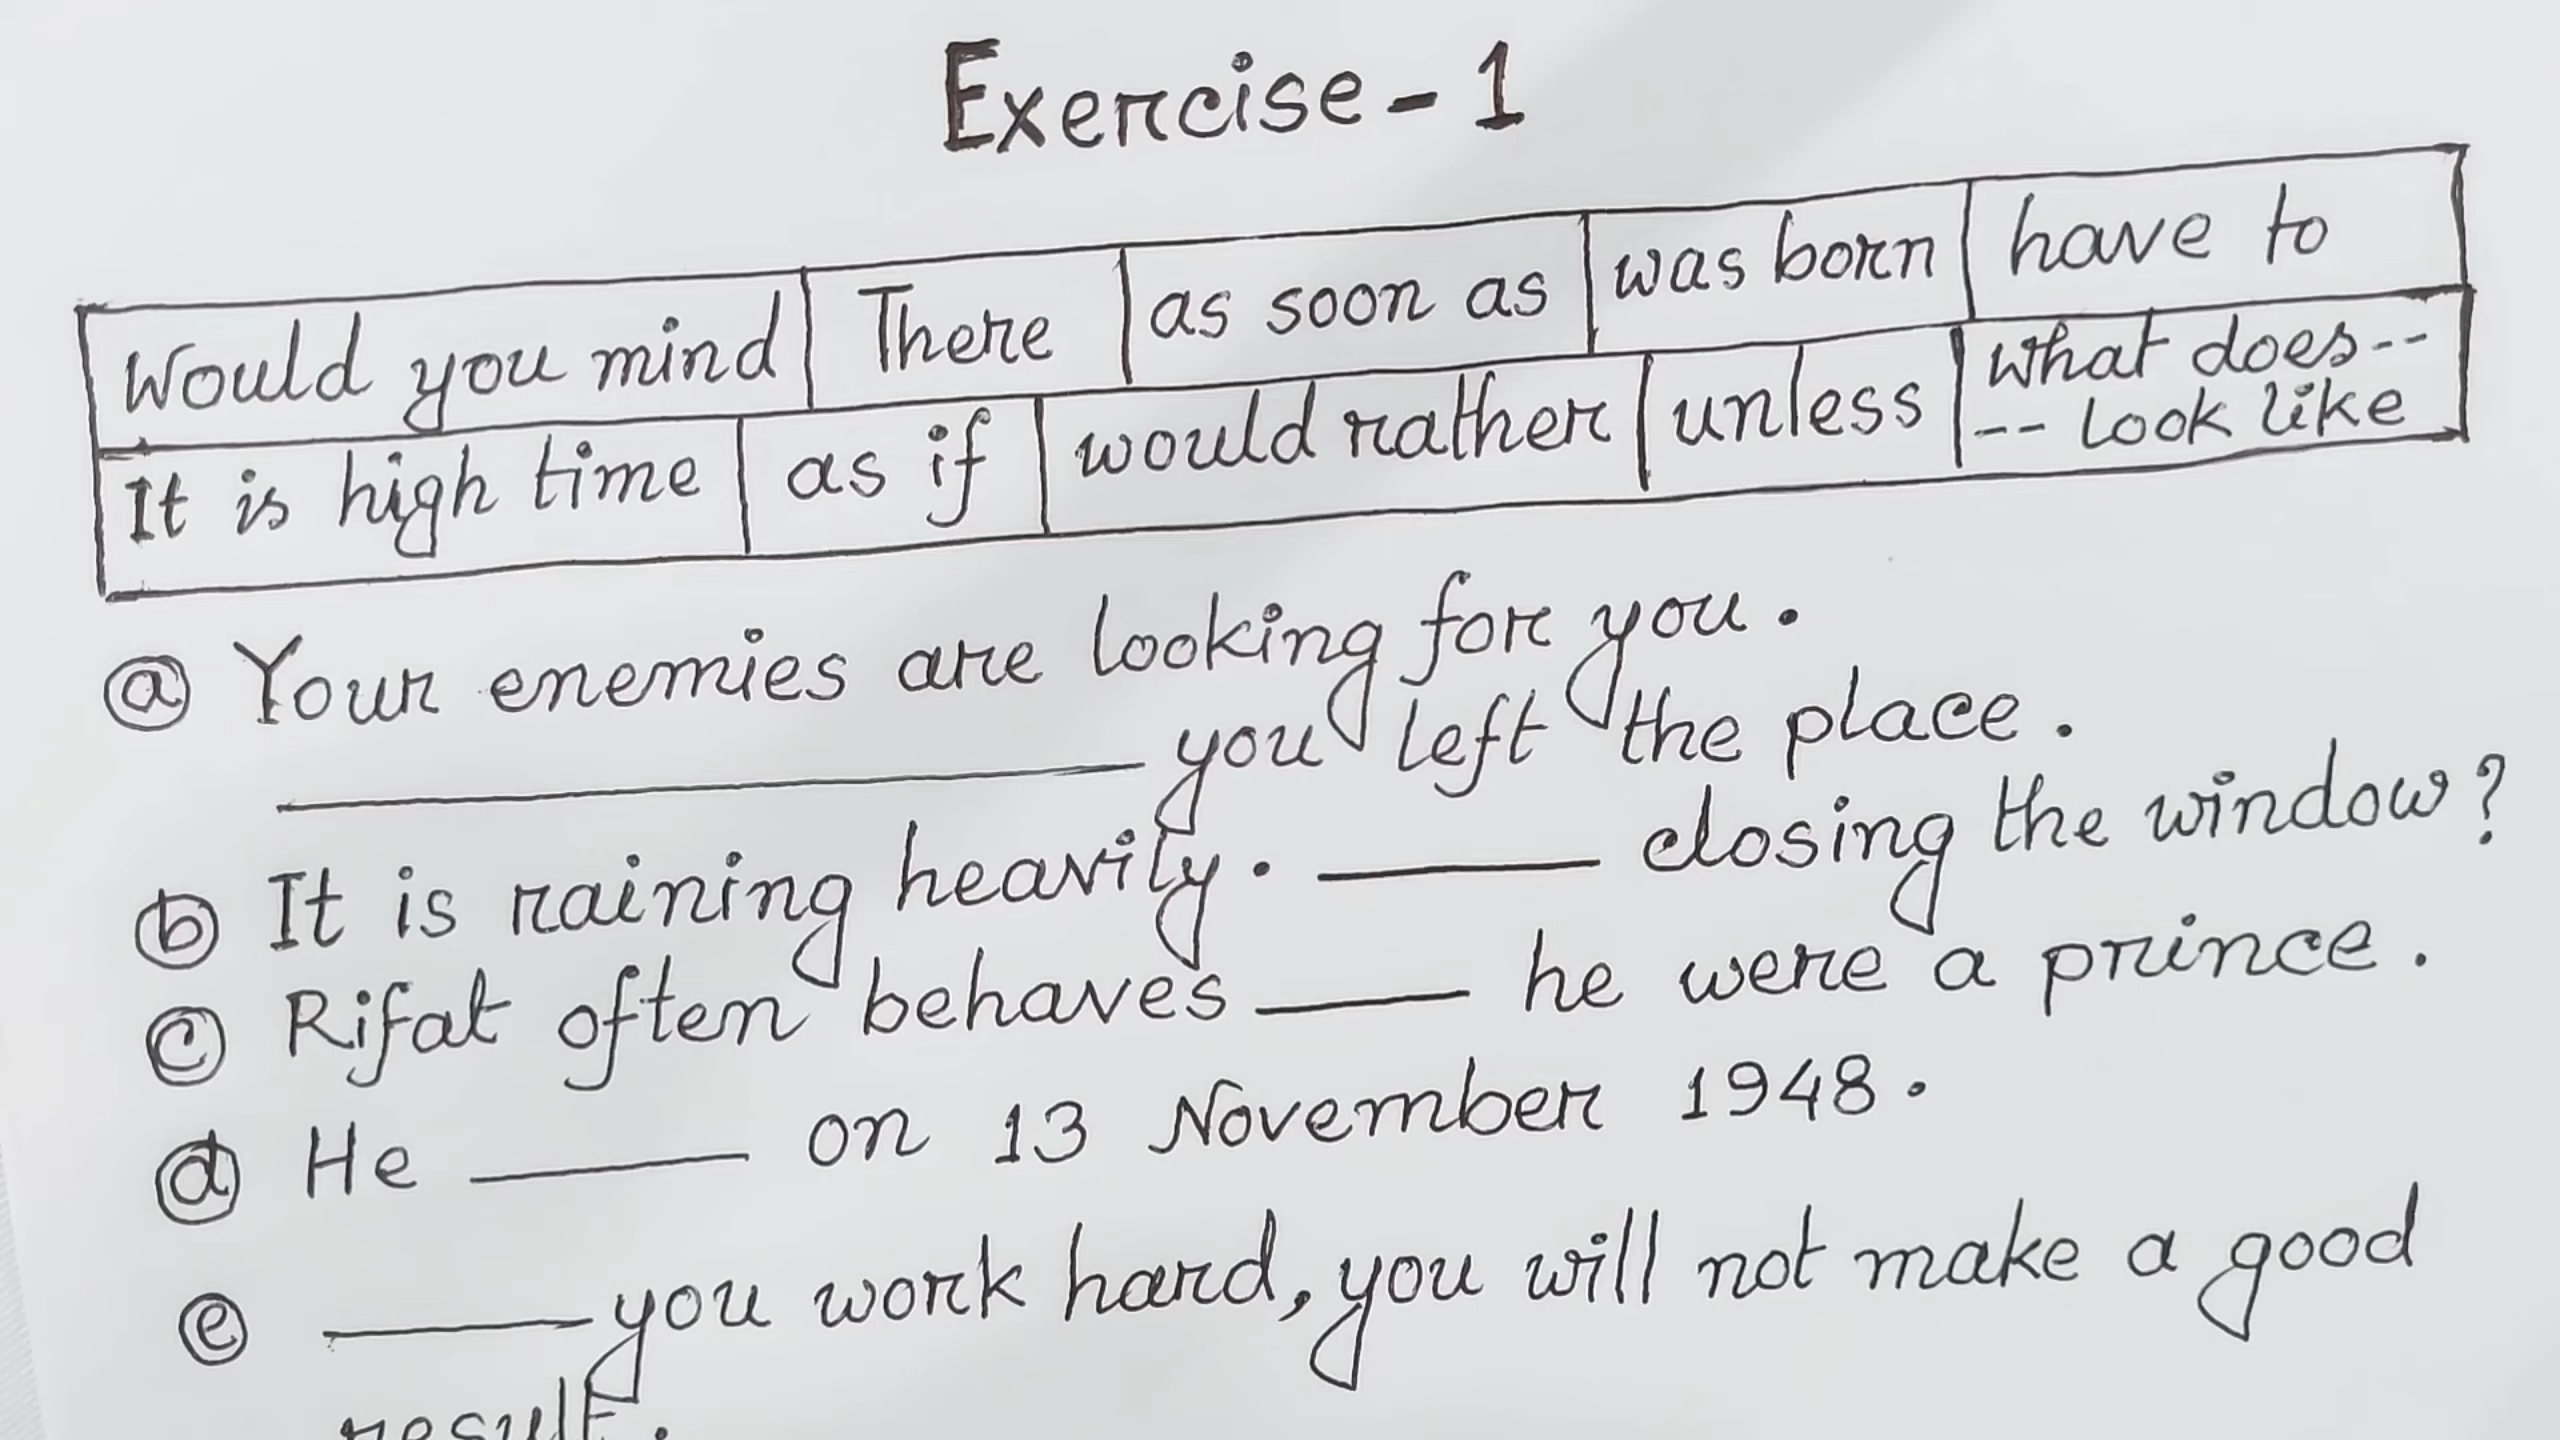 Exercise - 1
Would you mind | There | as soon as | was born | have to
It is high time | as if | would rather | unless | what does-- -- look like
ⓐ Your enemies are looking for you.
__________ you left the place.
ⓑ It is raining heavily. ______ closing the window?
ⓒ Rifat often behaves _____ he were a prince.
ⓓ He ______ on 13 November 1948.
ⓔ ______ you work hard, you will not make a good
result.